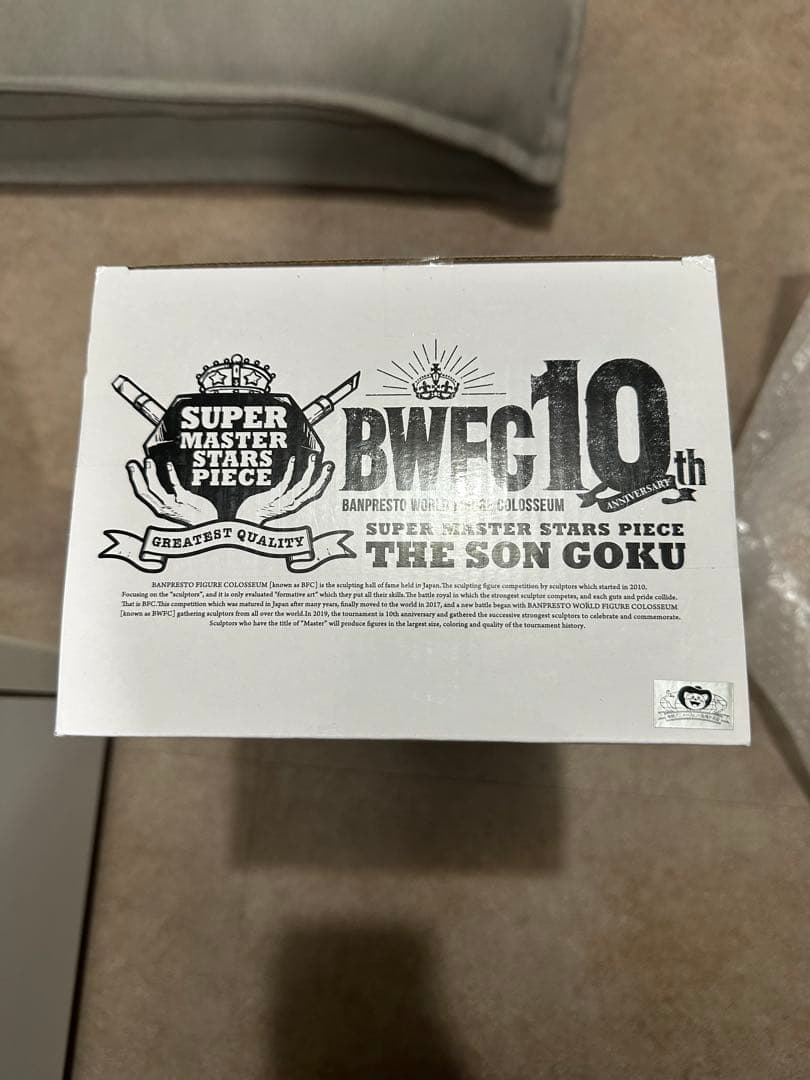 SUPER
MASTER
STARS
PIECE
GREATEST QUALITY
BWFC10th
ANNIVERSARY
BANPRESTO WORLD FIGURE COLOSSEUM
SUPER MASTER STARS PIECE
THE SON GOKU
BANPRESTO FIGURE COLOSSEUM [known as BFC] is the sculpting hall of fame held in Japan.The sculpting figure competition by sculptors which started in 2010.
Focusing on the "sculptors", and it is only evaluated "formative art" which they put all their skills.The battle royal in which the strongest sculptor competes, and each guts and pride collide.
That is BFC.This competition which was matured in Japan after many years, finally moved to the world in 2017, and a new battle began with BANPRESTO WORLD FIGURE COLOSSEUM
[known as BWFC] gathering sculptors from all over the world.In 2019, the tournament is 10th anniversary and gathered the successive strongest sculptors to celebrate and commemorate.
Sculptors who have the title of "Master" will produce figures in the largest size, coloring and quality of the tournament history.